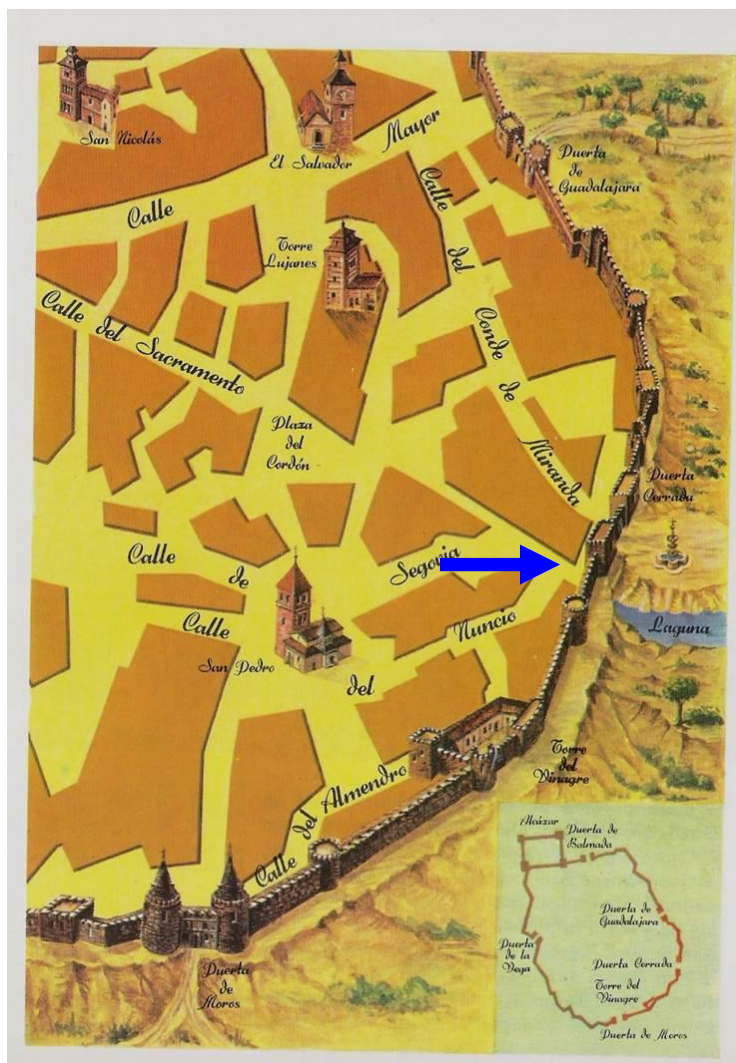 San Nicolás
El Salvador
Calle Mayor
Puerta
de
Guadalajara
Torre
Lujanes
Calle del Conde de Miranda
Calle del Sacramento
Plaza
del
Cordón
Puerta
Cerrada
Calle de Segovia
Laguna
Calle del Nuncio
San Pedro
Torre
del
Vinagre
Calle del Almendro
Puerta
de
Moros
Alcázar
Puerta de
Balnada
Puerta de
Guadalajara
Puerta
de la
Vega
Puerta Cerrada
Torre del
Vinagre
Puerta de Moros